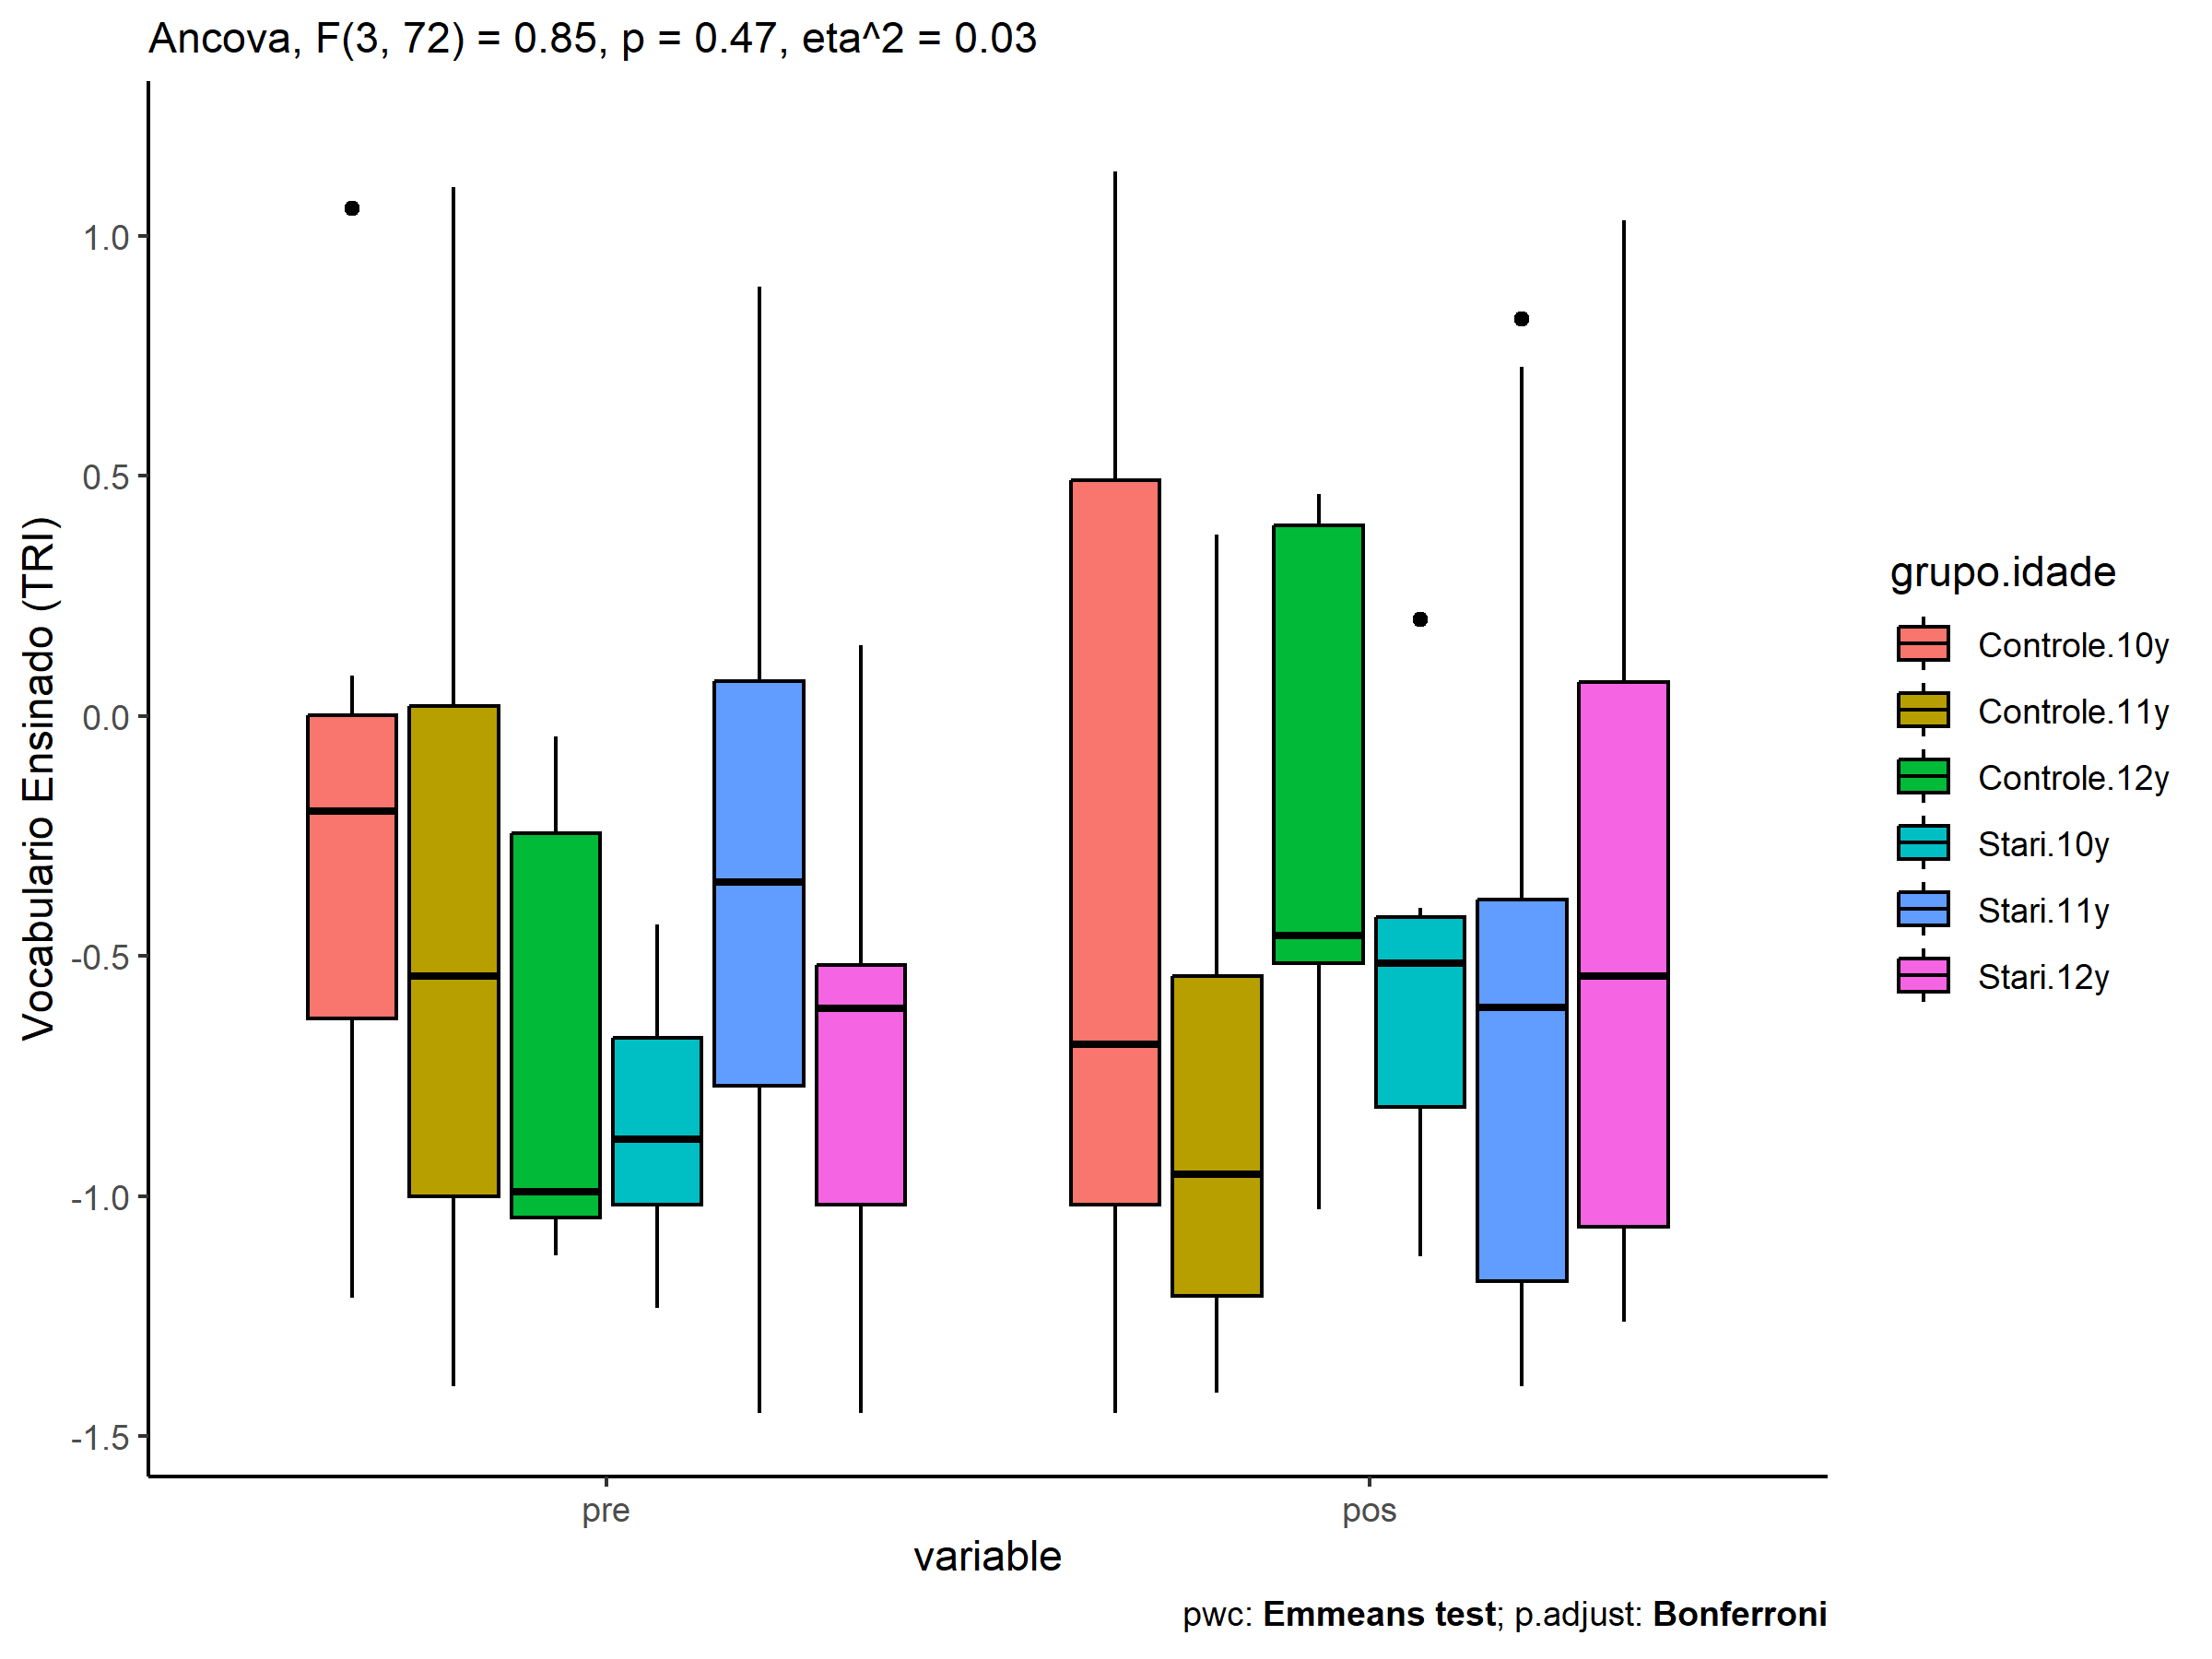 Ancova, F(3, 72) = 0.85, p = 0.47, eta^2 = 0.03
Vocabulario Ensinado (TRI)
1.0
0.5
0.0
-0.5
-1.0
-1.5
pre
pos
variable
grupo.idade
Controle.10y
Controle.11y
Controle.12y
Stari.10y
Stari.11y
Stari.12y
pwc: Emmeans test; p.adjust: Bonferroni